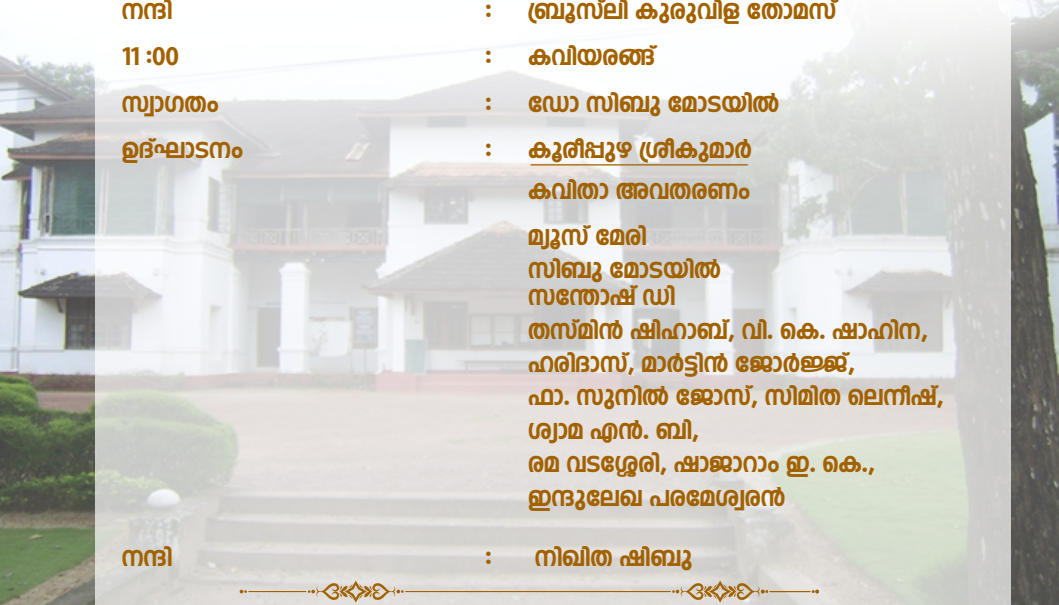 നന്ദി : ബ്രൂസ്‌ലി കുരുവിള തോമസ്
11 :00 : കവിയരങ്ങ്
സ്വാഗതം : ഡോ സിബു മോടയിൽ
ഉദ്ഘാടനം : കുരീപ്പുഴ ശ്രീകുമാർ
കവിതാ അവതരണം
മ്യൂസ് മേരി
സിബു മോടയിൽ
സന്തോഷ് ഡി
തസ്മിൻ ഷിഹാബ്, വി. കെ. ഷാഹിന,
ഹരിദാസ്, മാർട്ടിൻ ജോർജ്ജ്,
ഫാ. സുനിൽ ജോസ്, സിമിത ലെനീഷ്,
ശ്യാമ എൻ. ബി,
രമ വടശ്ശേരി, ഷാജാറാം ഇ. കെ.,
ഇന്ദുലേഖ പരമേശ്വരൻ
നന്ദി : നിഖിത ഷിബു